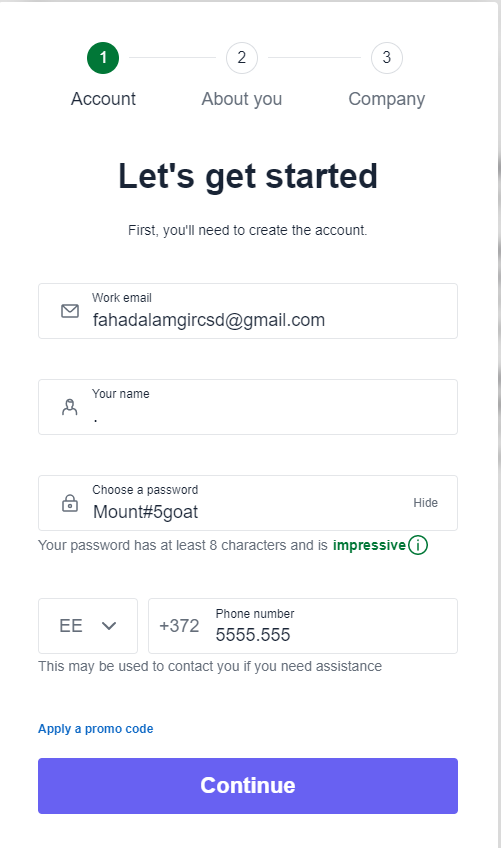 1 2 3
Account About you Company
Let's get started
First, you'll need to create the account.
Work email
fahadalamgircsd@gmail.com
Your name
.
Choose a password
Mount#5goat Hide
Your password has at least 8 characters and is impressive
EE +372 Phone number
5555.555
This may be used to contact you if you need assistance
Apply a promo code
Continue